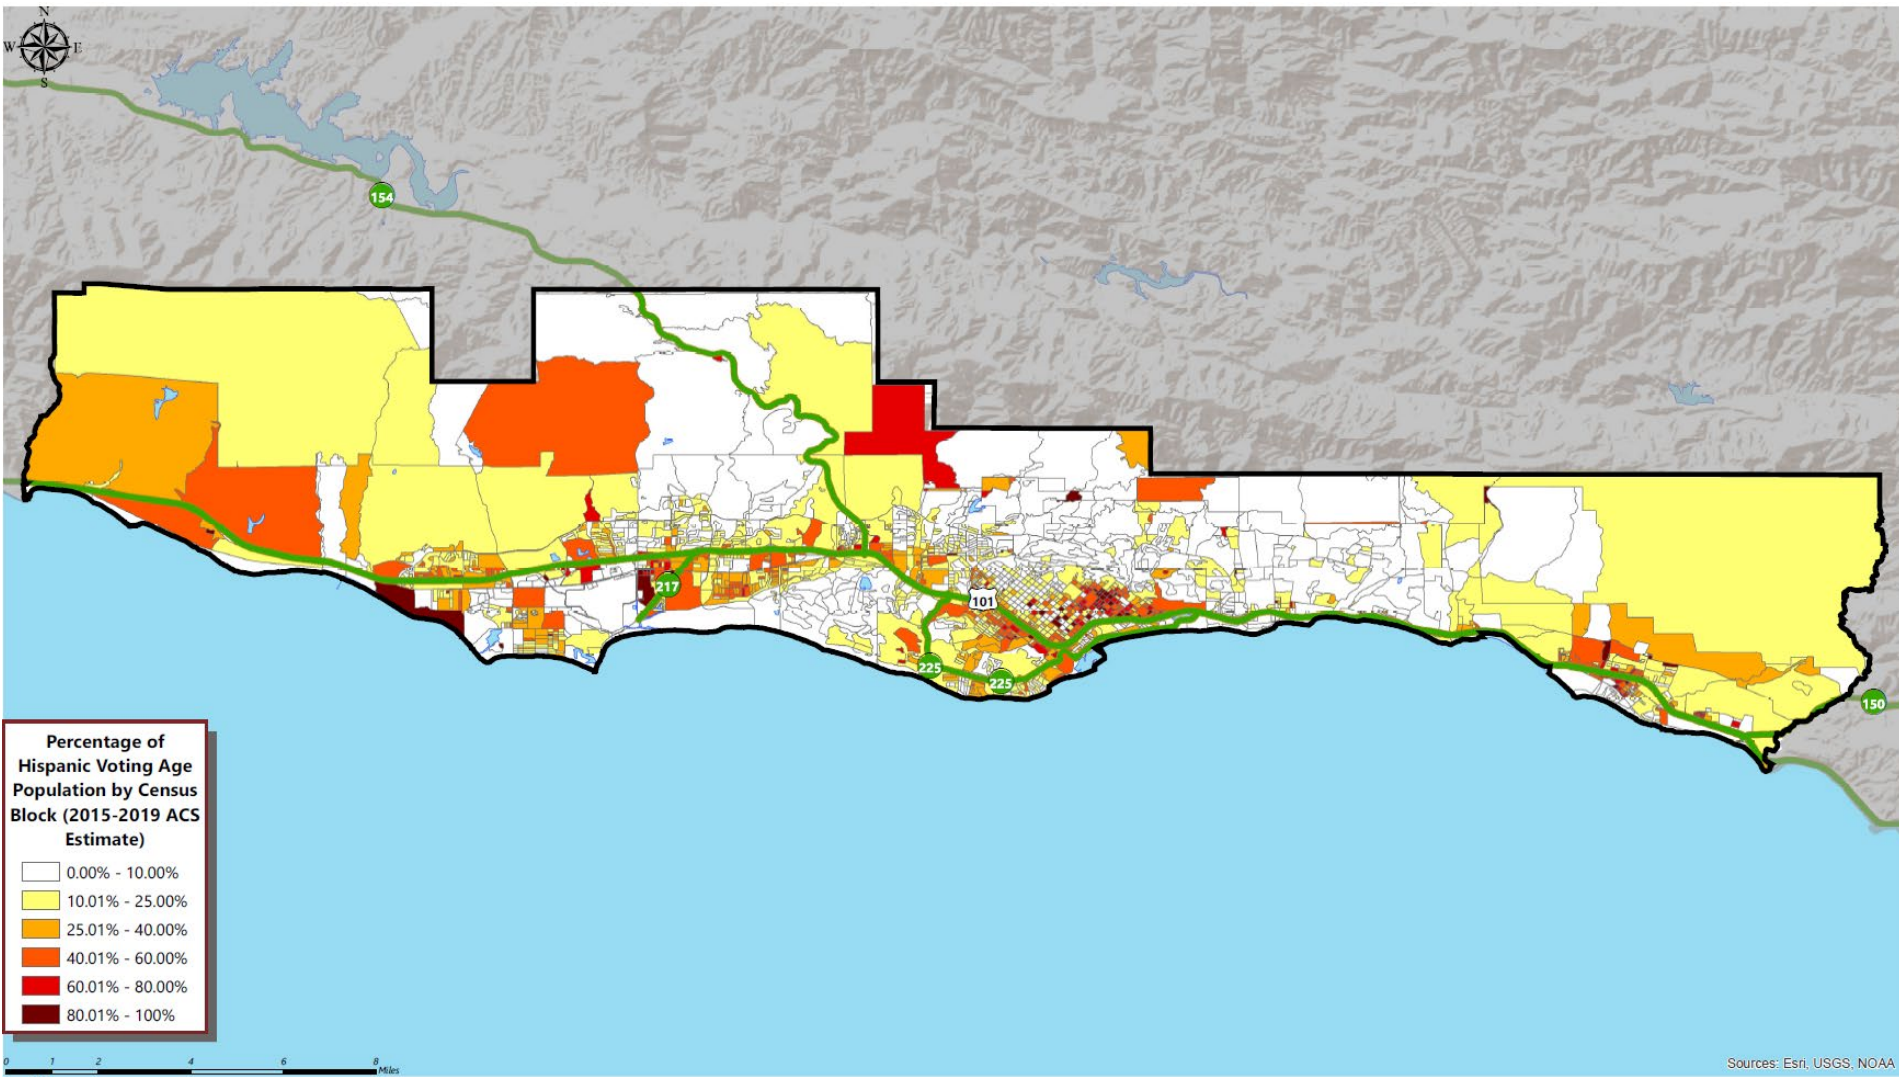 N
W E
S
154
217
101
225
225
150
Percentage of
Hispanic Voting Age
Population by Census
Block (2015-2019 ACS
Estimate)
0.00% - 10.00%
10.01% - 25.00%
25.01% - 40.00%
40.01% - 60.00%
60.01% - 80.00%
80.01% - 100%
0 1 2 4 6 8
Miles
Sources: Esri, USGS, NOAA